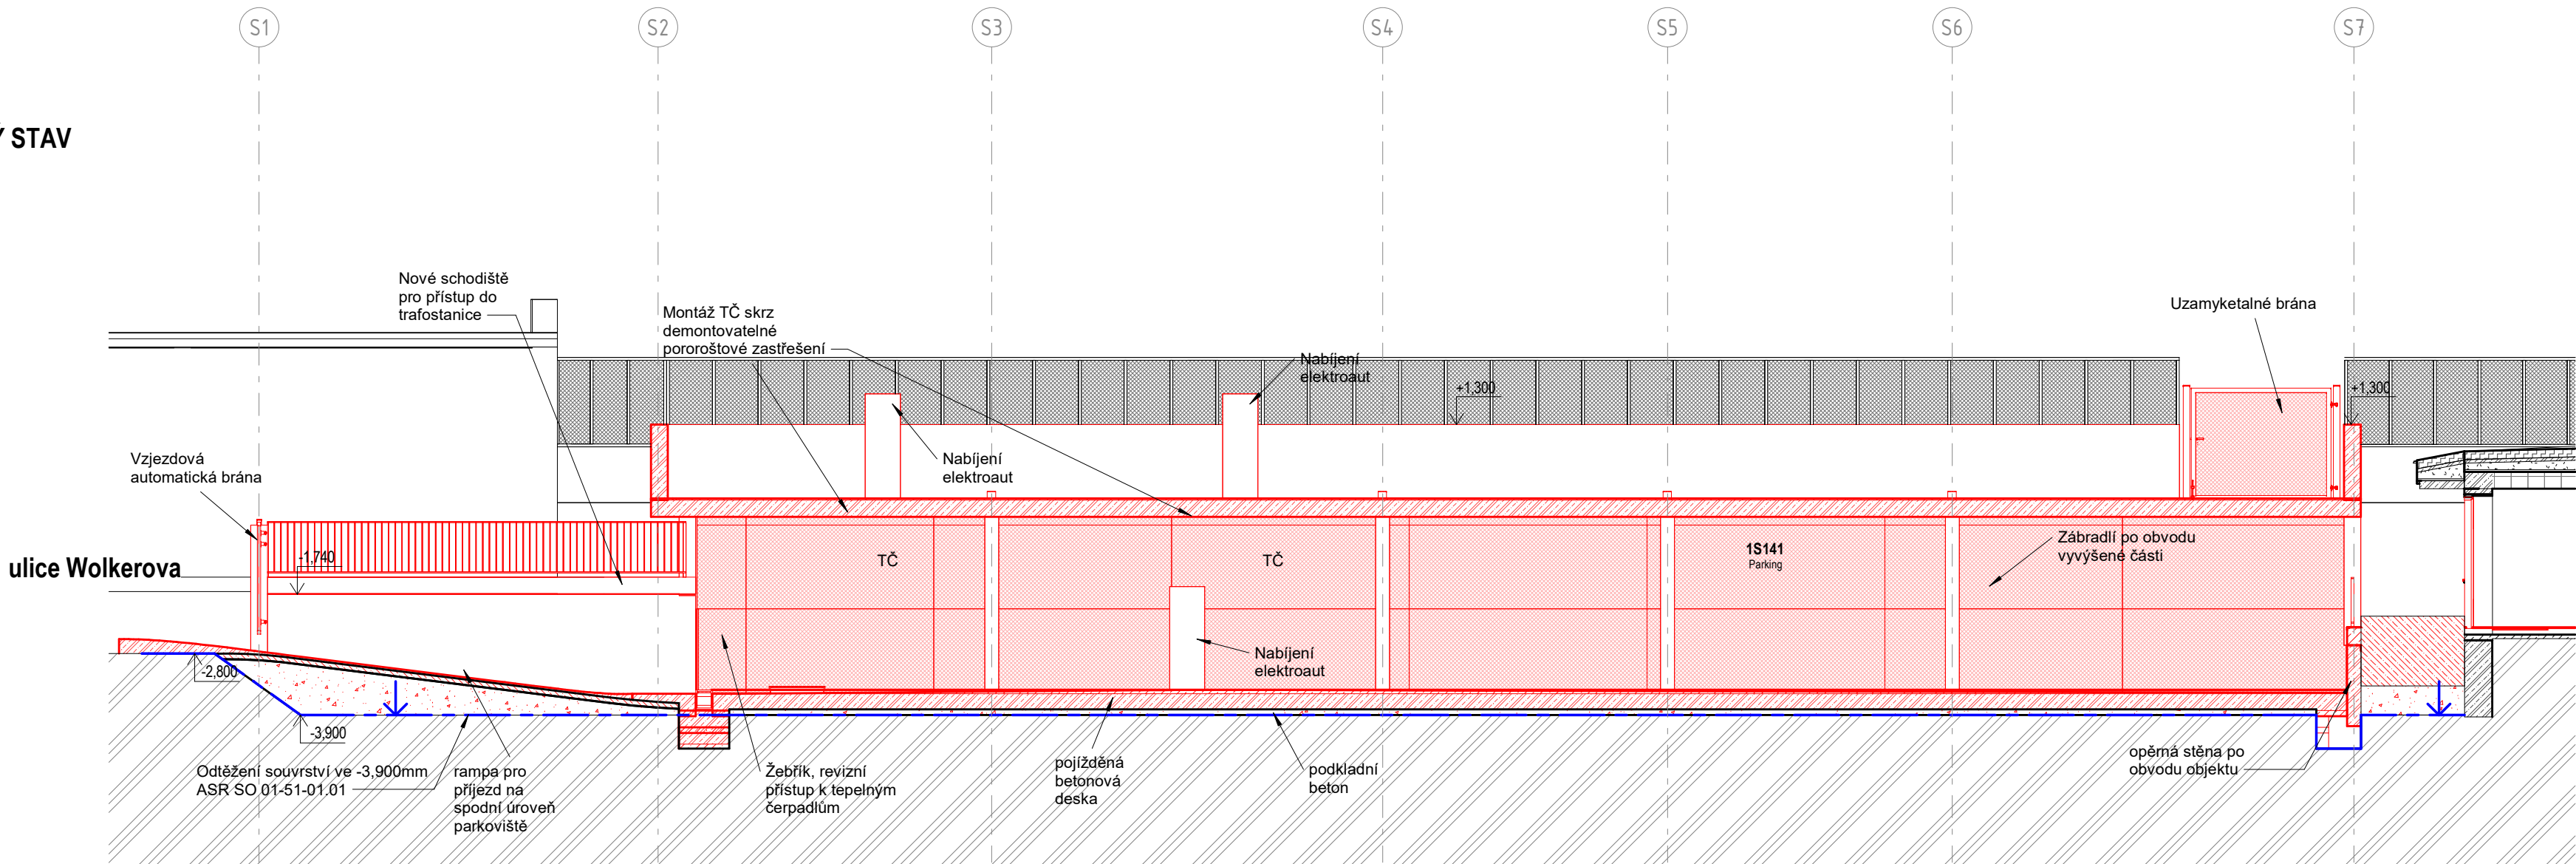 S1
S2
S3
S4
S5
S6
S7
Ý STAV
Nové schodiště
pro přístup do
trafostanice
Montáž TČ skrz
demontovatelné
pororoštové zastřešení
Nabíjení
elektroaut
Uzamyketalné brána
+1,300
+1,300
Vzjezdová
automatická brána
Nabíjení
elektroaut
-1,740
ulice Wolkerova
TČ
TČ
1S141
Parking
Zábradlí po obvodu
vyvýšené části
Nabíjení
elektroaut
-2,800
-3,900
Odtěžení souvrství ve -3,900mm
ASR SO 01-51-01.01
rampa pro
příjezd na
spodní úroveň
parkoviště
Žebřík, revizní
přístup k tepelným
čerpadlům
pojížděná
betonová
deska
podkladní
beton
opěrná stěna po
obvodu objektu